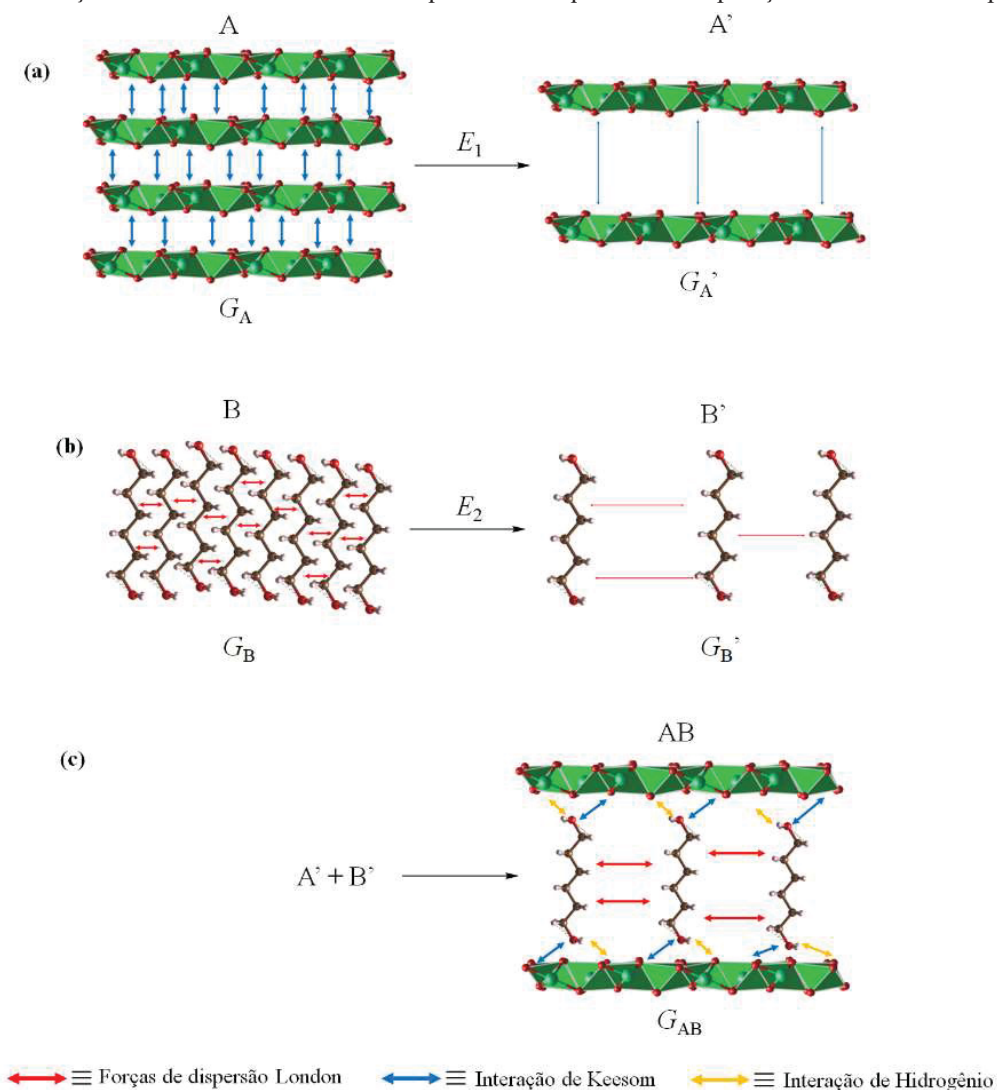 A
A’
(a)
E1
GA
GA’
B
B’
(b)
E2
GB
GB’
AB
(c)
A’ + B’
GAB
≡ Forças de dispersão London
≡ Interação de Keesom
≡ Interação de Hidrogênio